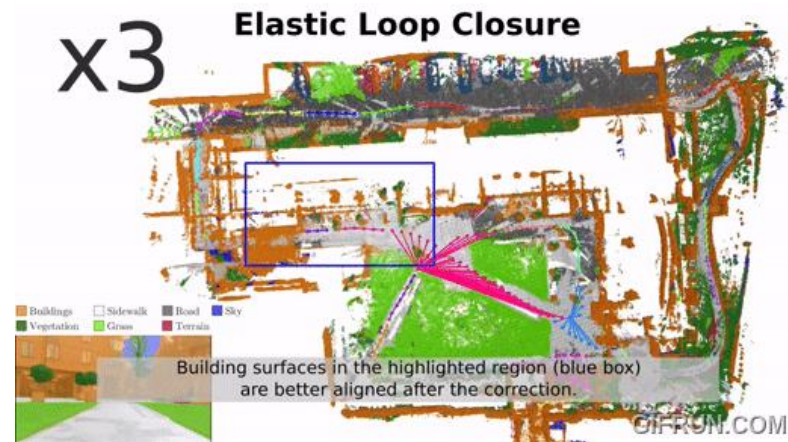 Elastic Loop Closure
x3
Buildings Sidewalk Road Sky
Vegetation Grass Terrain
Building surfaces in the highlighted region (blue box)
are better aligned after the correction.
GIFRUN.COM